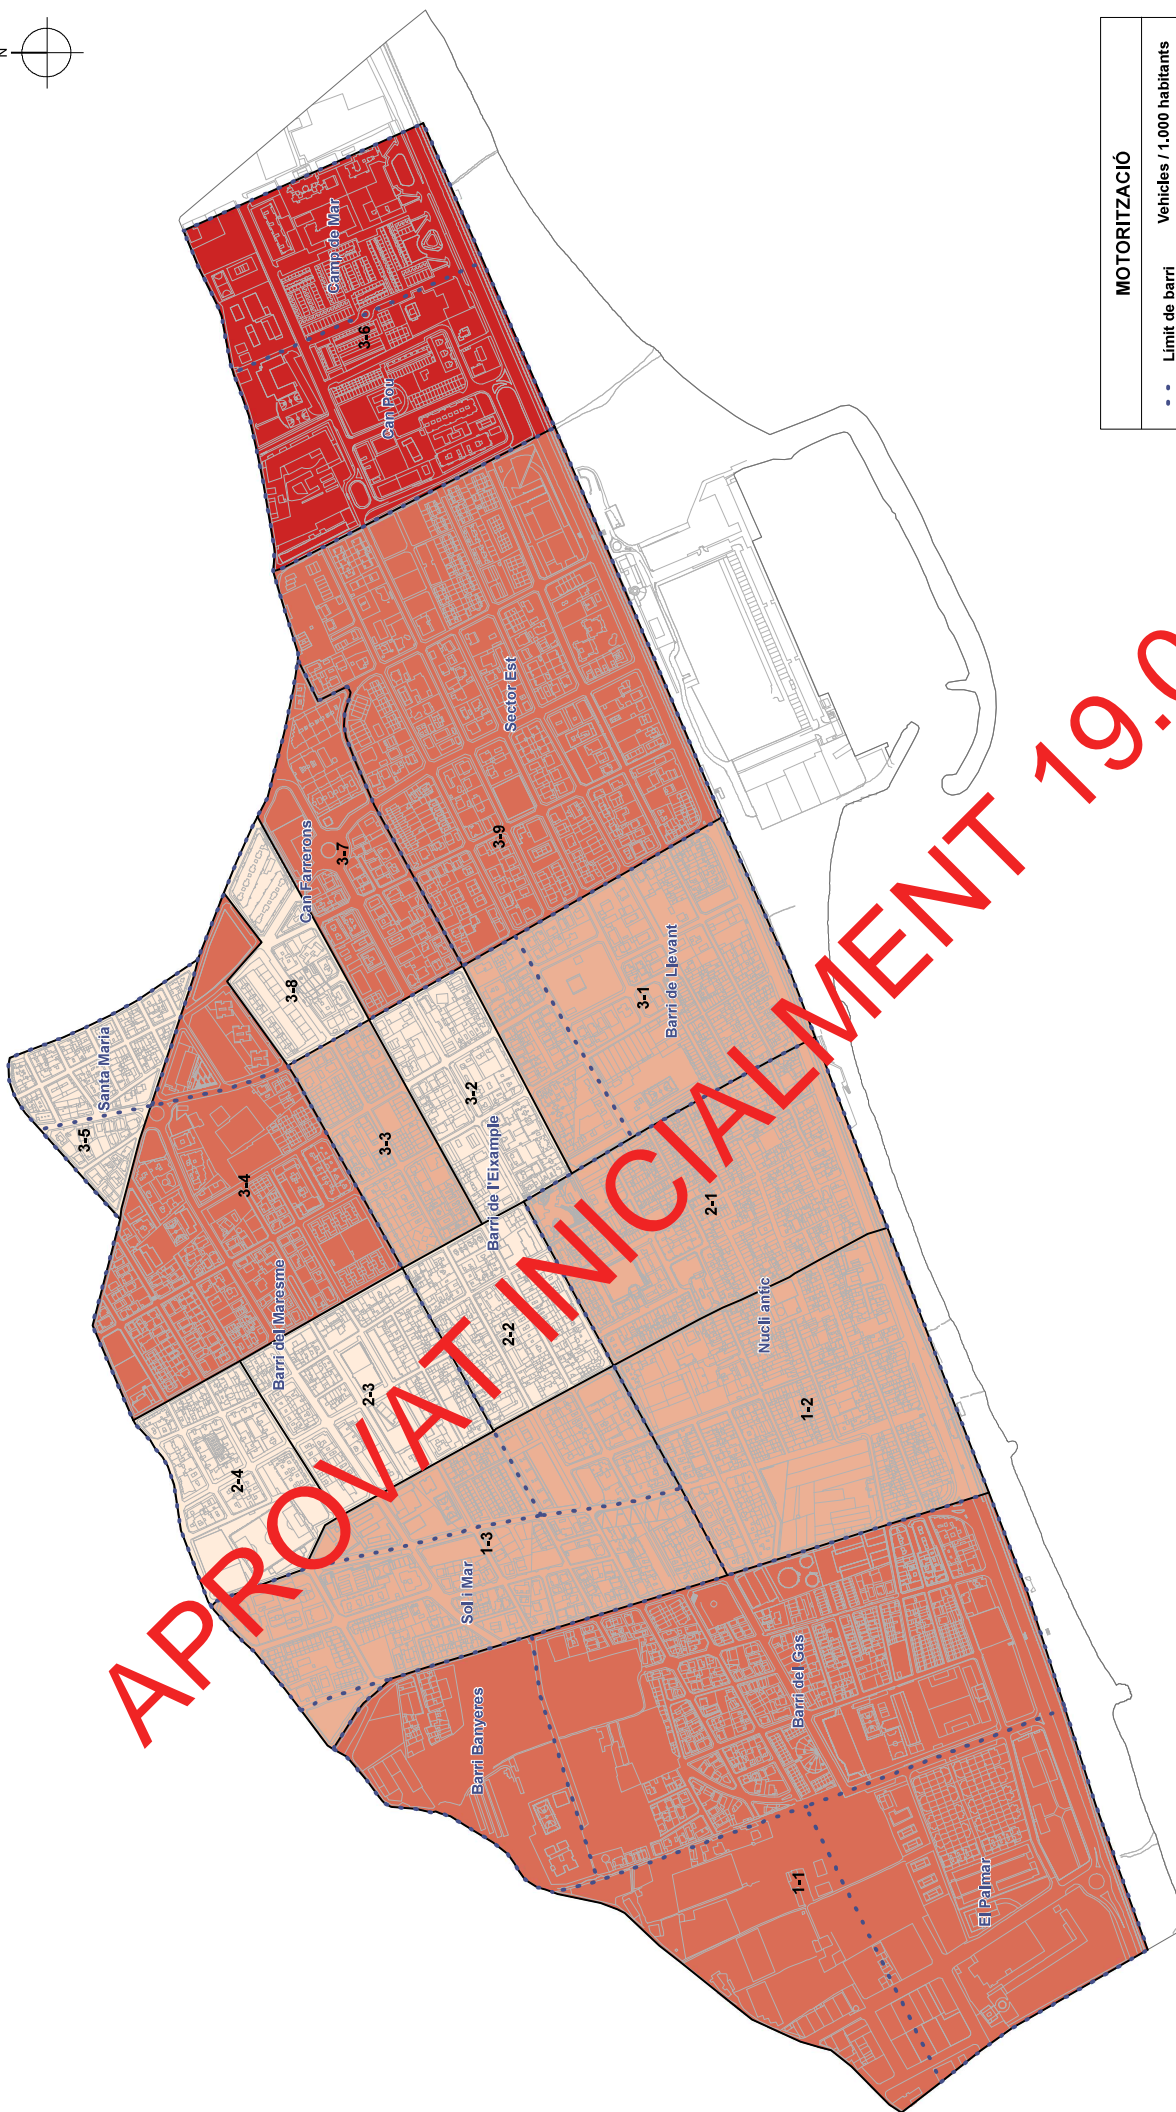 N
MOTORITZACIÓ
Límit de barri
Vehicles / 1.000 habitants
Camp de Mar
3-6
Can Pou
Sector Est
3-9
Can Farrerons
3-7
3-8
Santa Maria
3-5
3-4
Barri del Maresme
3-3
3-2
Barri de l'Eixample
3-1
Barri de Llevant
2-1
Nucli antic
2-2
2-3
2-4
1-2
1-3
Sol i Mar
Barri Banyeres
Barri del Gas
1-1
El Palmar
APROVAT INICIALMENT 19.0